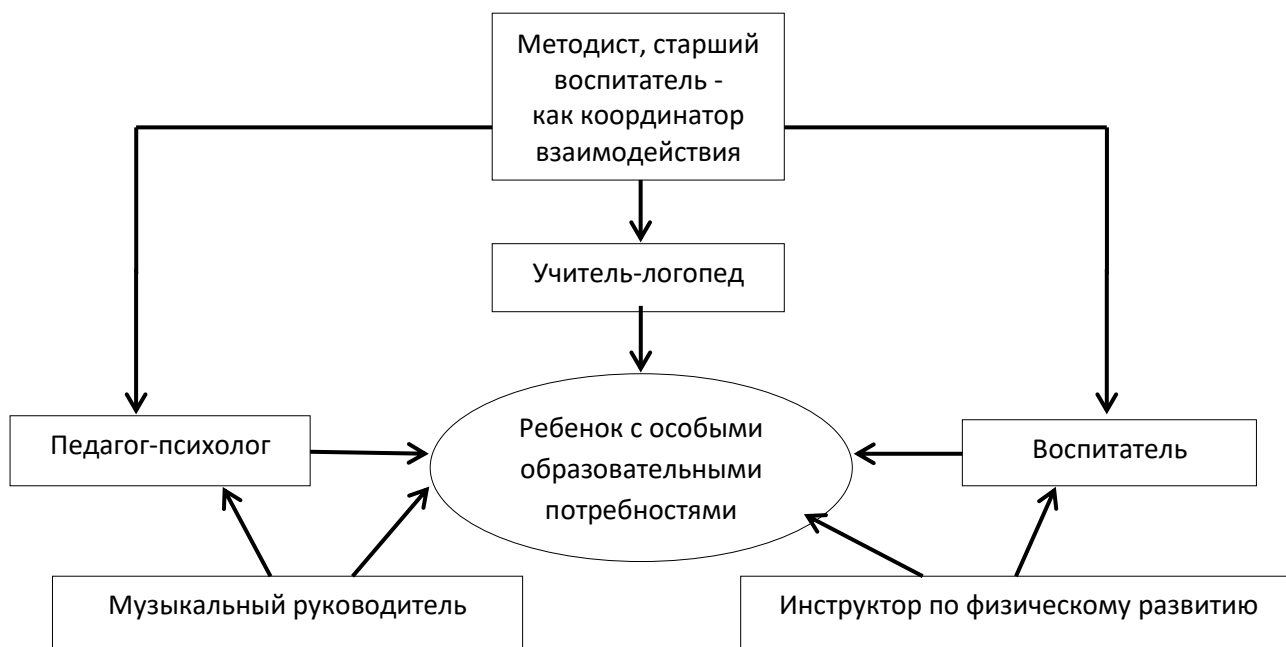 Методист, старший
воспитатель -
как координатор
взаимодействия
Учитель-логопед
Педагог-психолог
Ребенок с особыми
образовательными
потребностями
Воспитатель
Музыкальный руководитель
Инструктор по физическому развитию